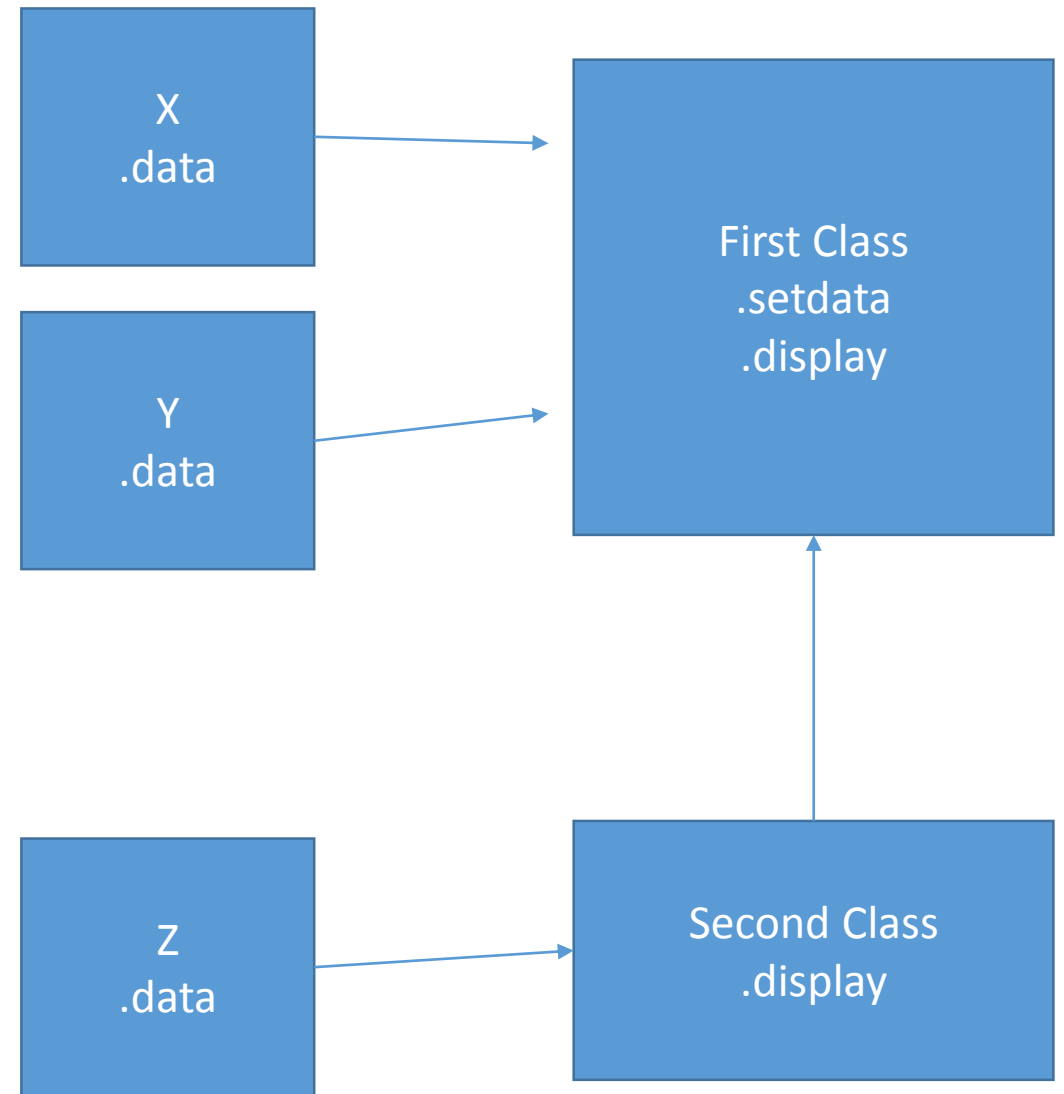 X
.data
First Class
.setdata
.display
Y
.data
Z
.data
Second Class
.display